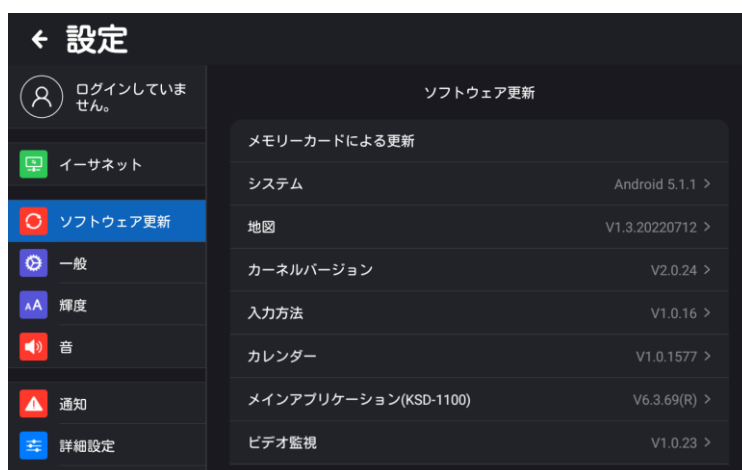 設定
ログインしていま
せん。
イーサネット
ソフトウェア更新
一般
AA 輝度
音
通知
詳細設定
ソフトウェア更新
メモリーカードによる更新
システム Android 5.1.1 >
地図 V1.3.20220712 >
カーネルバージョン V2.0.24 >
入力方法 V1.0.16 >
カレンダー V1.0.1577 >
メインアプリケーション(KSD-1100) V6.3.69(R) >
ビデオ監視 V1.0.23 >